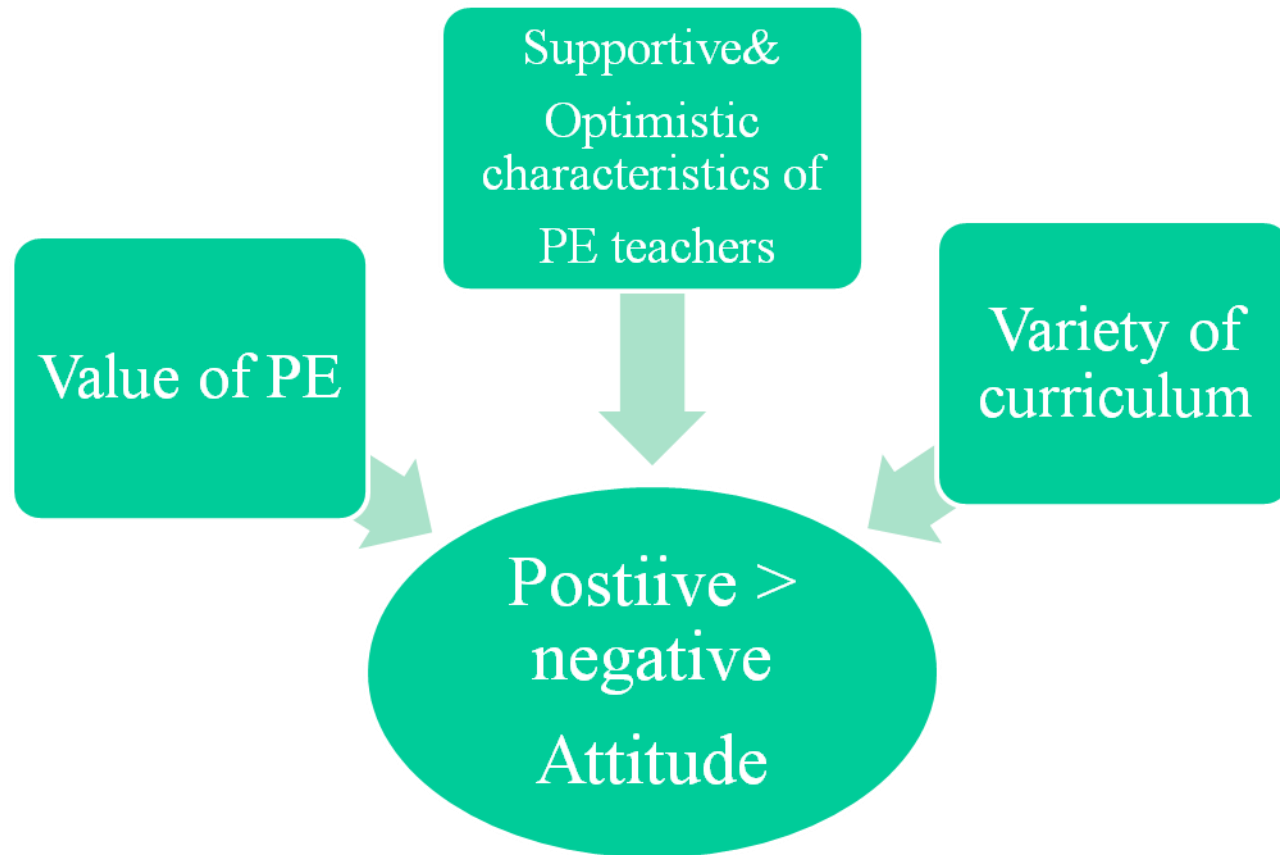 Supportive&
Optimistic
characteristics of
PE teachers
Value of PE
Variety of
curriculum
Postiive >
negative
Attitude